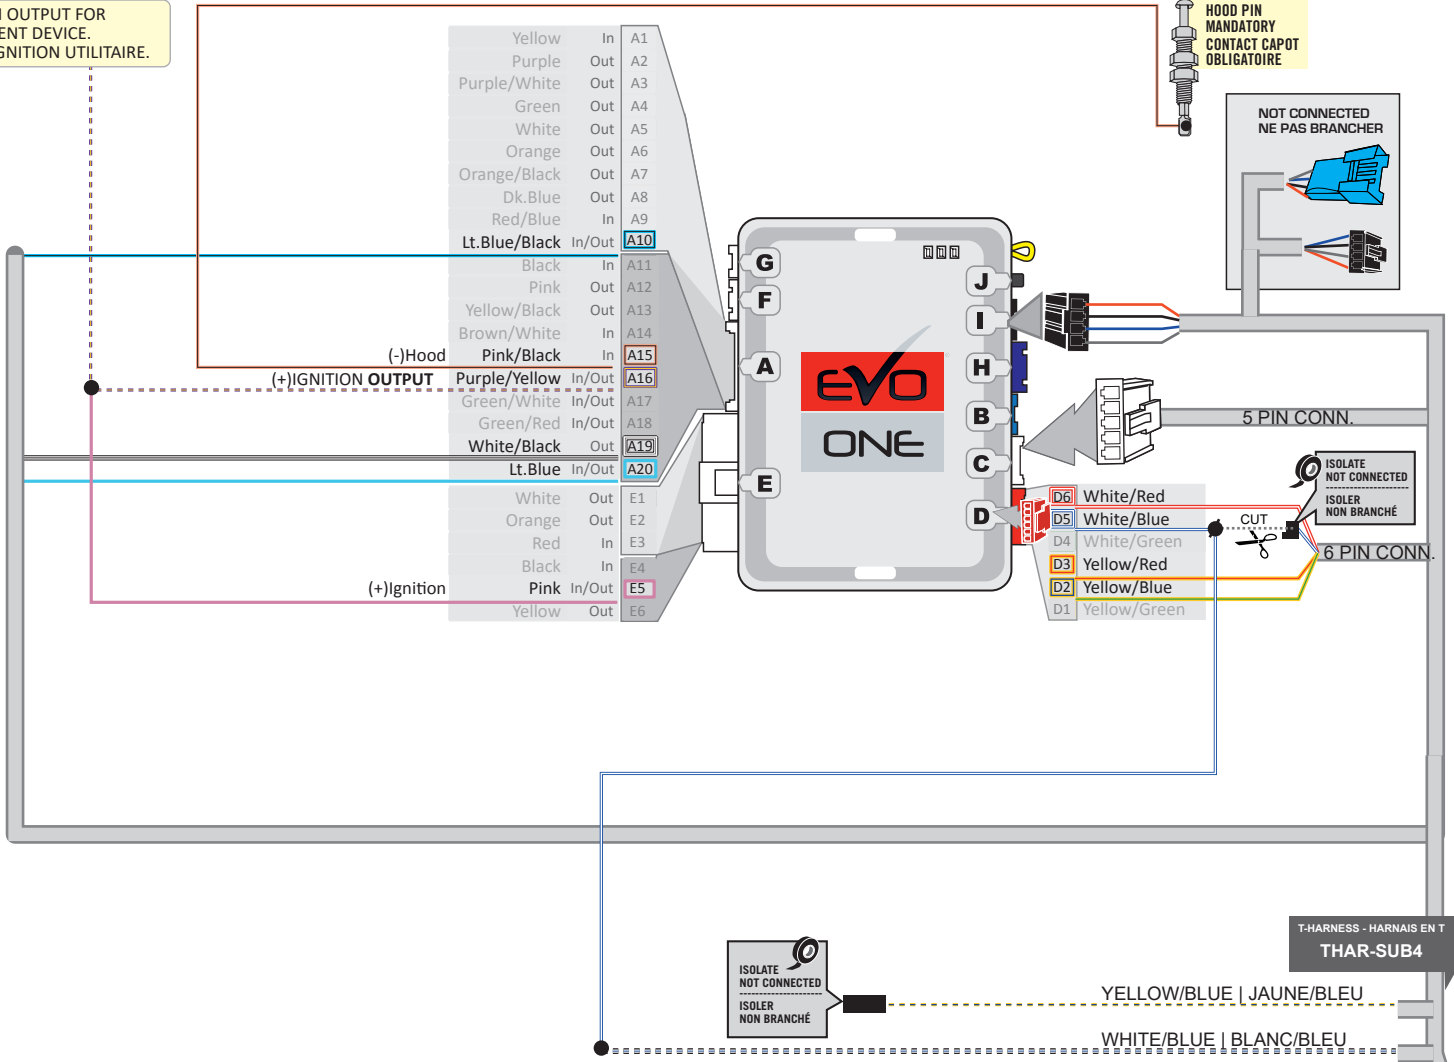 OUTPUT FOR
ENT DEVICE.
GNITION UTILITAIRE.
HOOD PIN
MANDATORY
CONTACT CAPOT
OBLIGATOIRE
NOT CONNECTED
NE PAS BRANCHER
Yellow In A1
Purple Out A2
Purple/White Out A3
Green Out A4
White Out A5
Orange Out A6
Orange/Black Out A7
Dk.Blue Out A8
Red/Blue In A9
Lt.Blue/Black In/Out A10
Black In A11
Pink Out A12
Yellow/Black Out A13
Brown/White In A14
(-)Hood Pink/Black In A15
(+)IGNITION OUTPUT Purple/Yellow In/Out A16
Green/White In/Out A17
Green/Red In/Out A18
White/Black Out A19
Lt.Blue In/Out A20
White Out E1
Orange Out E2
Red In E3
Black In E4
(+)Ignition Pink In/Out E5
Yellow Out E6
G
F
A
E
EVO
ONE
J
I
H
B
C
D
5 PIN CONN.
D6 White/Red
D5 White/Blue
D4 White/Green
D3 Yellow/Red
D2 Yellow/Blue
D1 Yellow/Green
CUT
ISOLATE
NOT CONNECTED
ISOLER
NON BRANCHÉ
6 PIN CONN.
T-HARNESS - HARNAIS EN T
THAR-SUB4
ISOLATE
NOT CONNECTED
ISOLER
NON BRANCHÉ
YELLOW/BLUE | JAUNE/BLEU
WHITE/BLUE | BLANC/BLEU